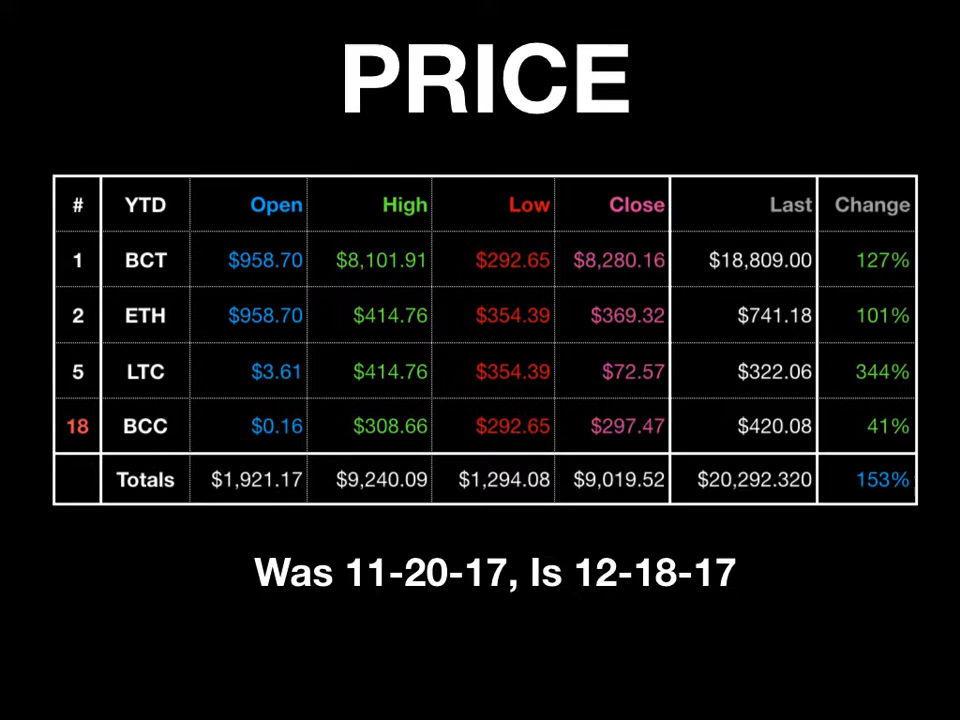 PRICE
# YTD Open High Low Close Last Change
1 BCT $958.70 $8,101.91 $292.65 $8,280.16 $18,809.00 127%
2 ETH $958.70 $414.76 $354.39 $369.32 $741.18 101%
5 LTC $3.61 $414.76 $354.39 $72.57 $322.06 344%
18 BCC $0.16 $308.66 $292.65 $297.47 $420.08 41%
Totals $1,921.17 $9,240.09 $1,294.08 $9,019.52 $20,292.320 153%
Was 11-20-17, Is 12-18-17